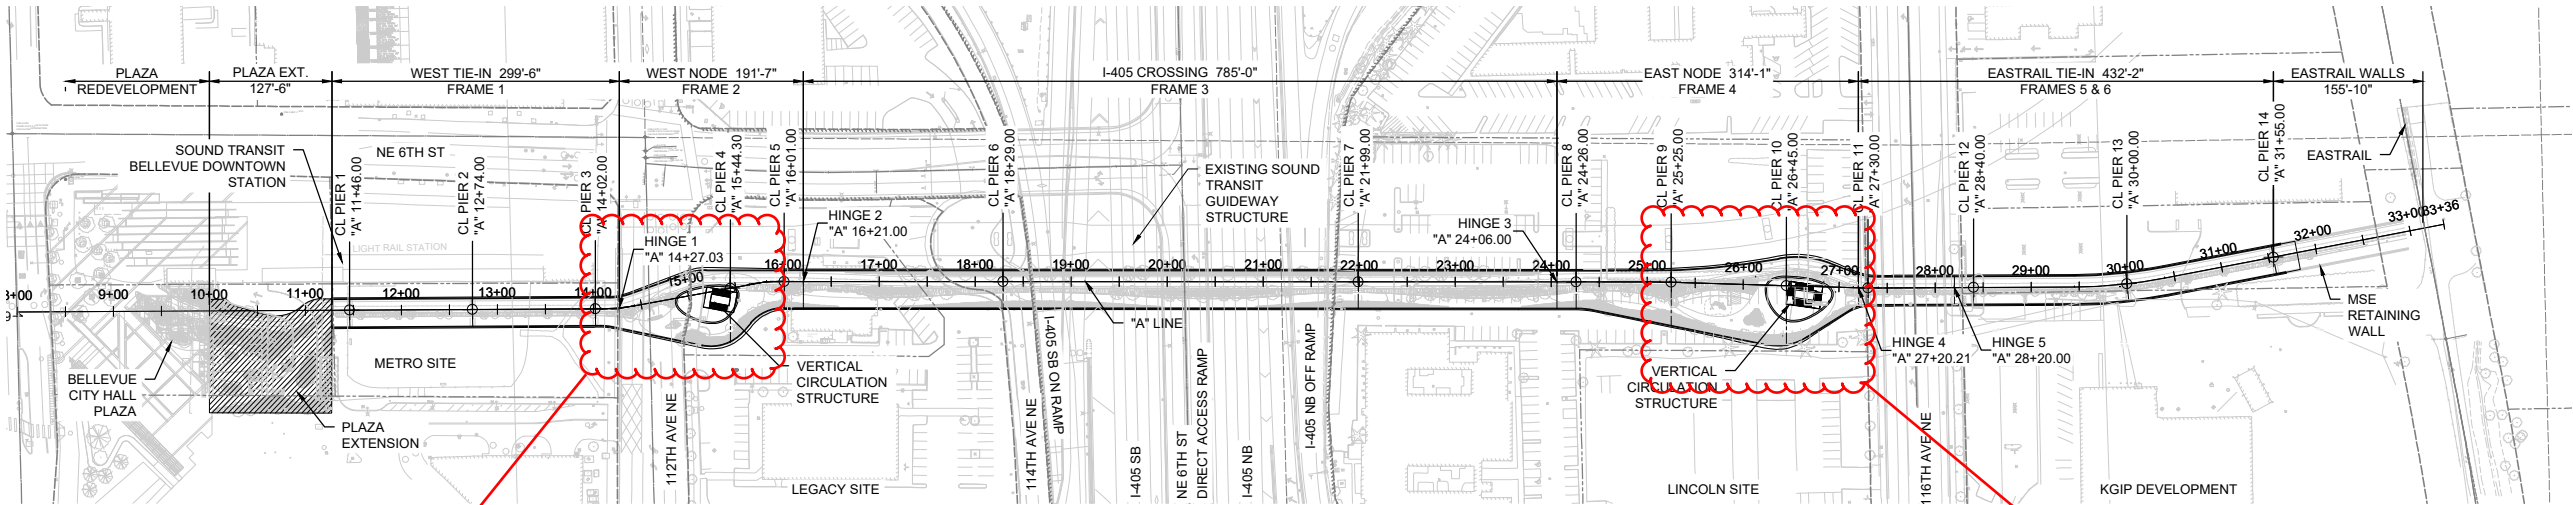 PLAZA
REDEVELOPMENT
PLAZA EXT.
127'-6"
WEST TIE-IN 299'-6"
FRAME 1
WEST NODE 191'-7"
FRAME 2
I-405 CROSSING 785'-0"
FRAME 3
EAST NODE 314'-1"
FRAME 4
EASTRAIL TIE-IN 432'-2"
FRAMES 5 & 6
EASTRAIL WALLS
155'-10"
SOUND TRANSIT
BELLEVUE DOWNTOWN
STATION
NE 6TH ST
CL PIER 1
"A" 11+46.00
CL PIER 2
"A" 12+74.00
CL PIER 3
"A" 14+02.00
CL PIER 4
"A" 15+44.30
CL PIER 5
"A" 16+01.00
CL PIER 6
"A" 18+29.00
CL PIER 7
"A" 21+99.00
CL PIER 8
"A" 24+26.00
CL PIER 9
"A" 25+25.00
CL PIER 10
"A" 26+45.00
CL PIER 11
"A" 27+30.00
CL PIER 12
"A" 28+40.00
CL PIER 13
"A" 30+00.00
CL PIER 14
"A" 31+55.00
EASTRAIL
EXISTING SOUND
TRANSIT
GUIDEWAY
STRUCTURE
LIGHT RAIL STATION
HINGE 1
"A" 14+27.03
HINGE 2
"A" 16+21.00
HINGE 3
"A" 24+06.00
9+00
10+00
11+00
12+00
13+00
14+00
15+00
16+00
17+00
18+00
19+00
20+00
21+00
22+00
23+00
24+00
25+00
26+00
27+00
28+00
29+00
30+00
31+00
32+00
33+00
33+36
"A" LINE
HINGE 4
"A" 27+20.21
HINGE 5
"A" 28+20.00
MSE
RETAINING
WALL
BELLEVUE
CITY HALL
PLAZA
PLAZA
EXTENSION
METRO SITE
VERTICAL
CIRCULATION
STRUCTURE
VERTICAL
CIRCULATION
STRUCTURE
112TH AVE NE
LEGACY SITE
114TH AVE NE
I-405 SB ON RAMP
I-405 SB
NE 6TH ST
DIRECT ACCESS RAMP
I-405 NB
I-405 NB OFF RAMP
LINCOLN SITE
116TH AVE NE
KGIP DEVELOPMENT